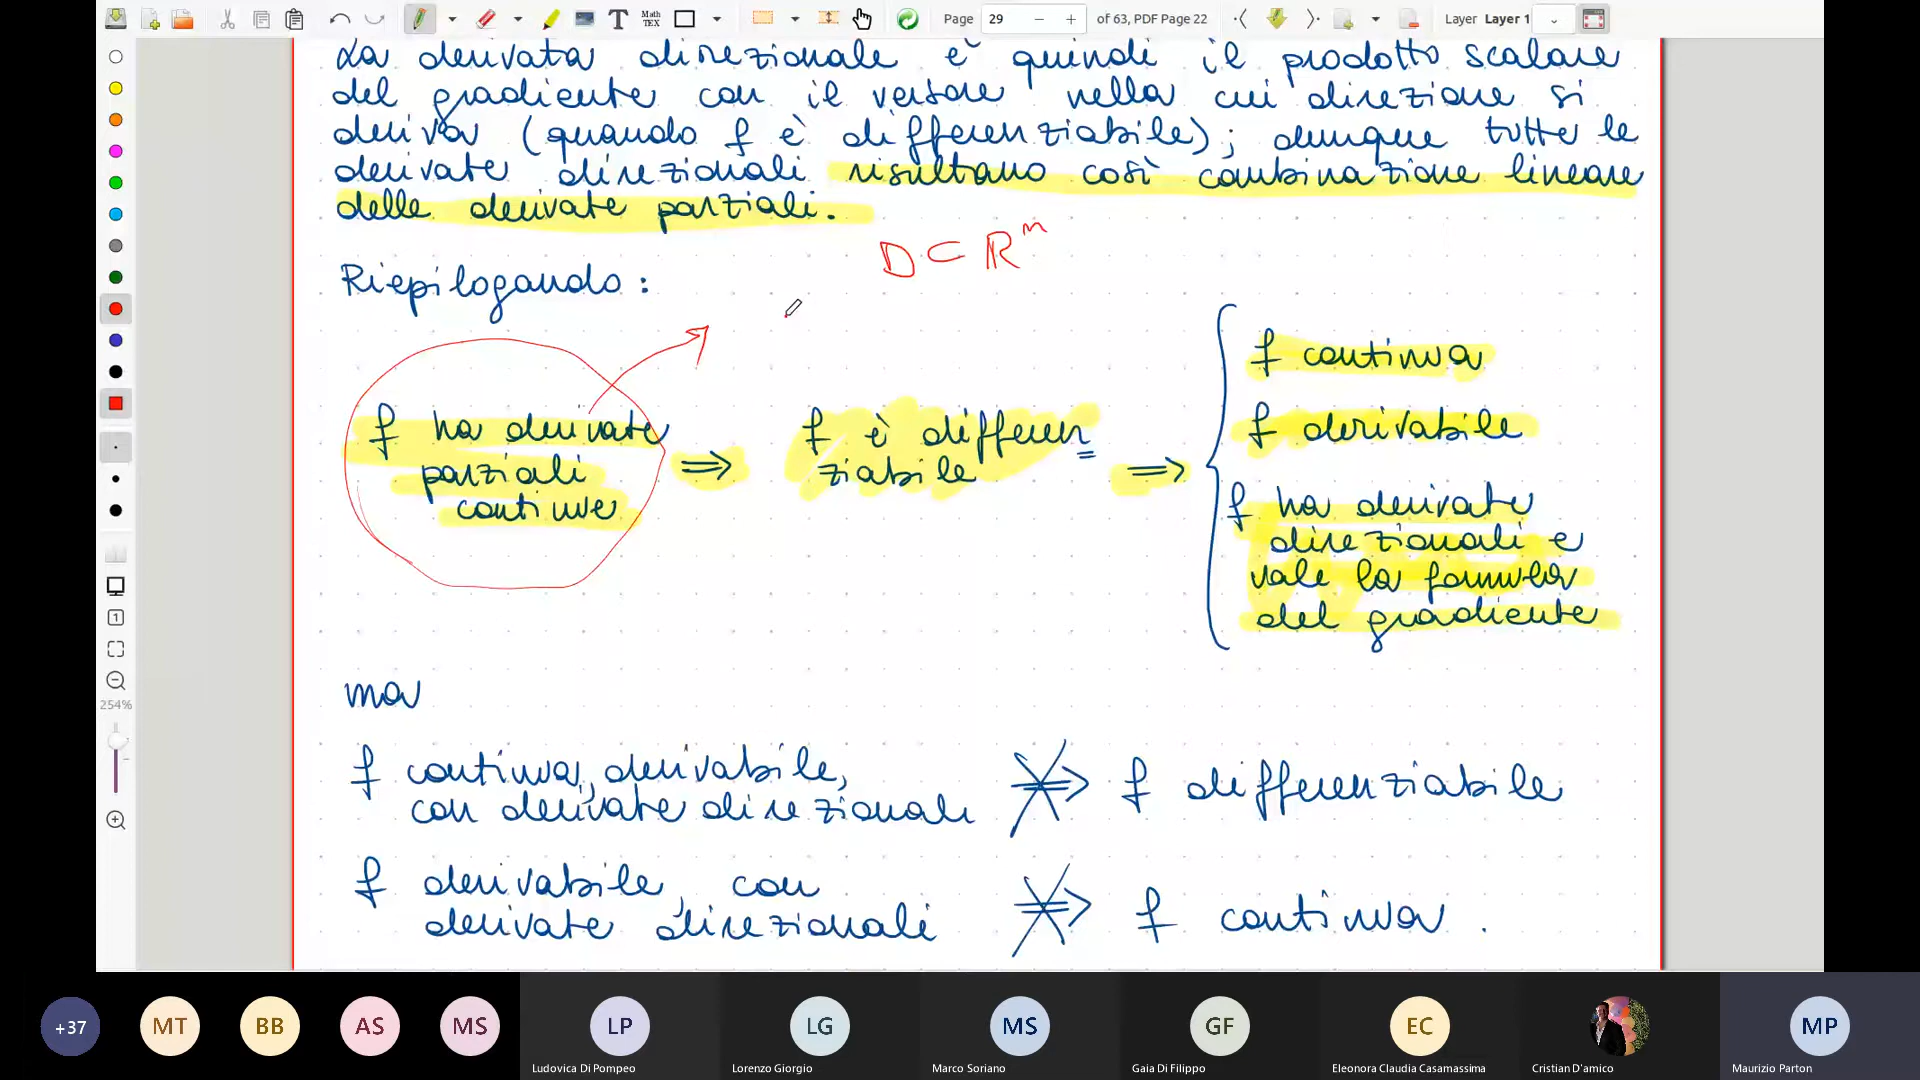 Page 29 of 63, PDF Page 22 Layer Layer 1
Math
TEX
La derivata direzionale è quindi il prodotto scalare
del gradiente con il versore nella cui direzione si
deriva (quando f è differenziabile); dunque tutte le
derivate direzionali risultano così combinazione lineare
delle derivate parziali.
D ⊂ R^n
Riepilogando:
f ha derivate
parziali
continue
⇒
f è differen
ziabile
⇒
f continua
f derivabile
f ha derivate
direzionali e
vale la formula
del gradiente
ma
f continua, derivabile,
con derivate direzionali
⇒ f differenziabile
f derivabile, con
derivate direzionali
⇒ f continua.
1
254%
+37 MT BB AS MS LP LG MS GF EC MP
Ludovica Di Pompeo Lorenzo Giorgio Marco Soriano Gaia Di Filippo Eleonora Claudia Casamassima Cristian D'amico Maurizio Parton